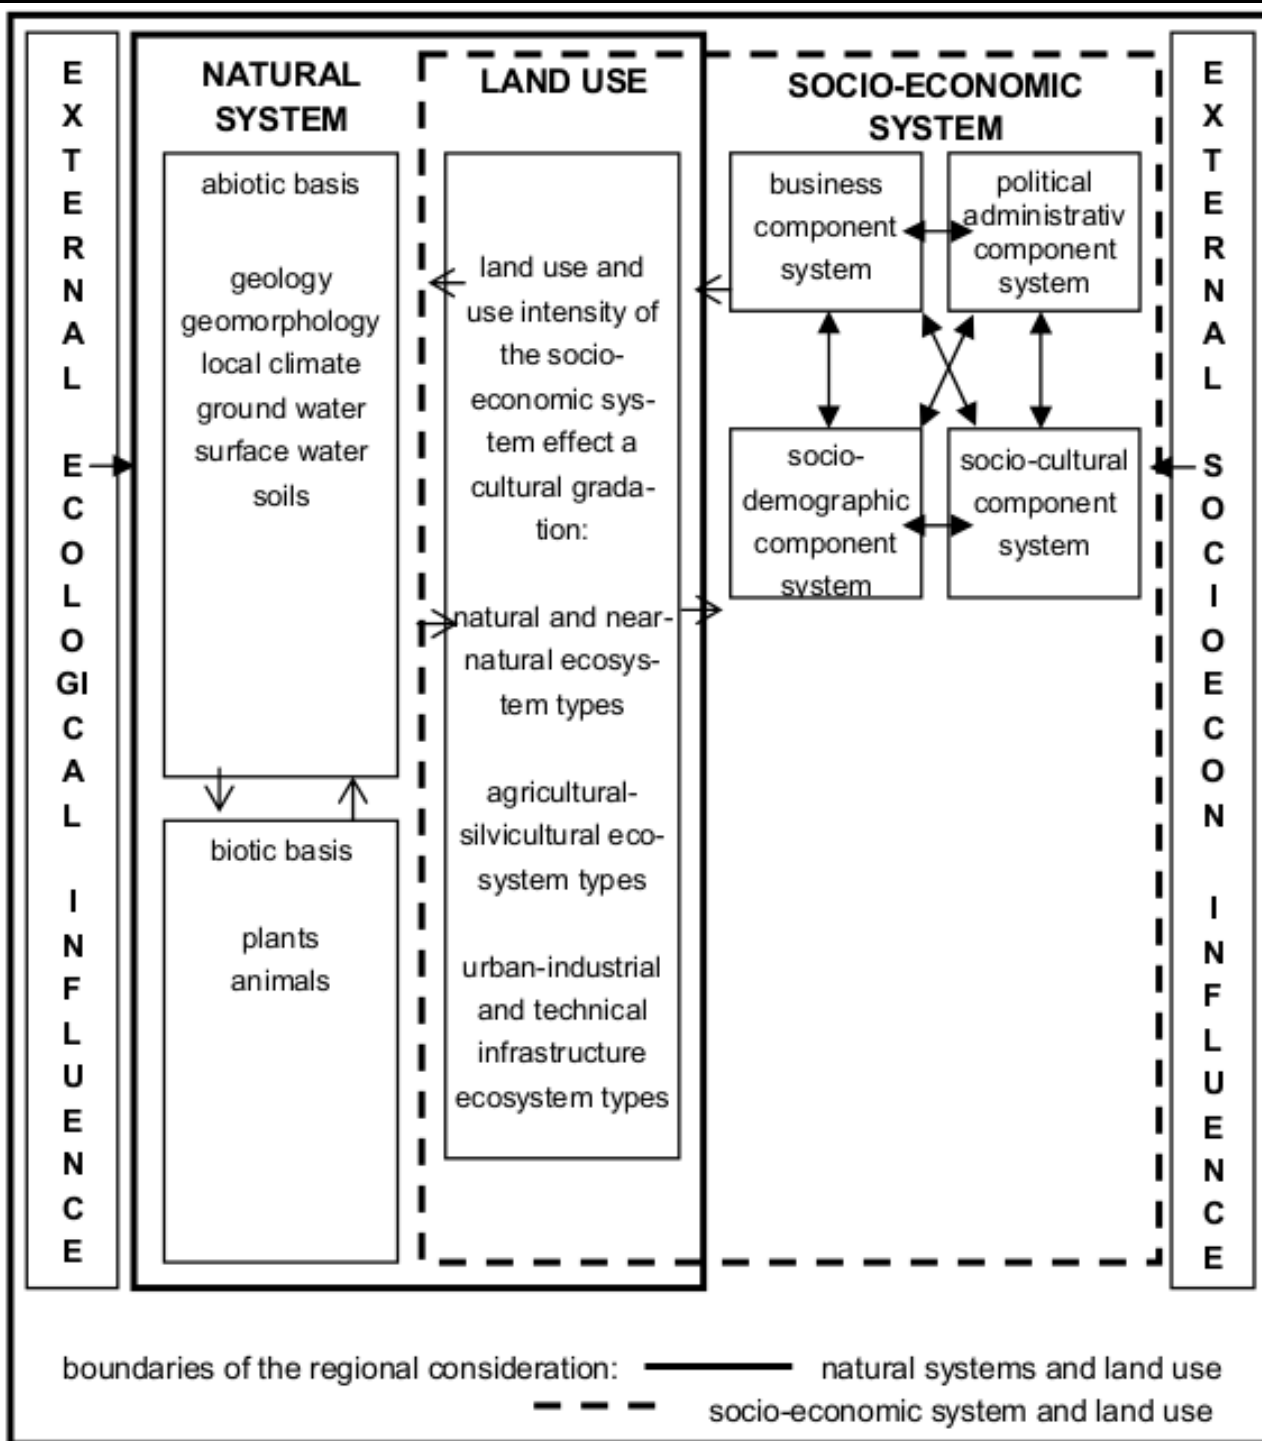 EXTERNAL ECOLOGICAL INFLUENCE
NATURAL
SYSTEM
abiotic basis
geology
geomorphology
local climate
ground water
surface water
soils
biotic basis
plants
animals
LAND USE
land use and
use intensity of
the socio-
economic sys-
tem effect a
cultural grada-
tion:
natural and near-
natural ecosys-
tem types
agricultural-
silvicultural eco-
system types
urban-industrial
and technical
infrastructure
ecosystem types
SOCIO-ECONOMIC
SYSTEM
business
component
system
political
administrativ
component
system
socio-
demographic
component
system
socio-cultural
component
system
EXTERNAL SOCIOECON INFLUENCE
boundaries of the regional consideration: natural systems and land use
socio-economic system and land use